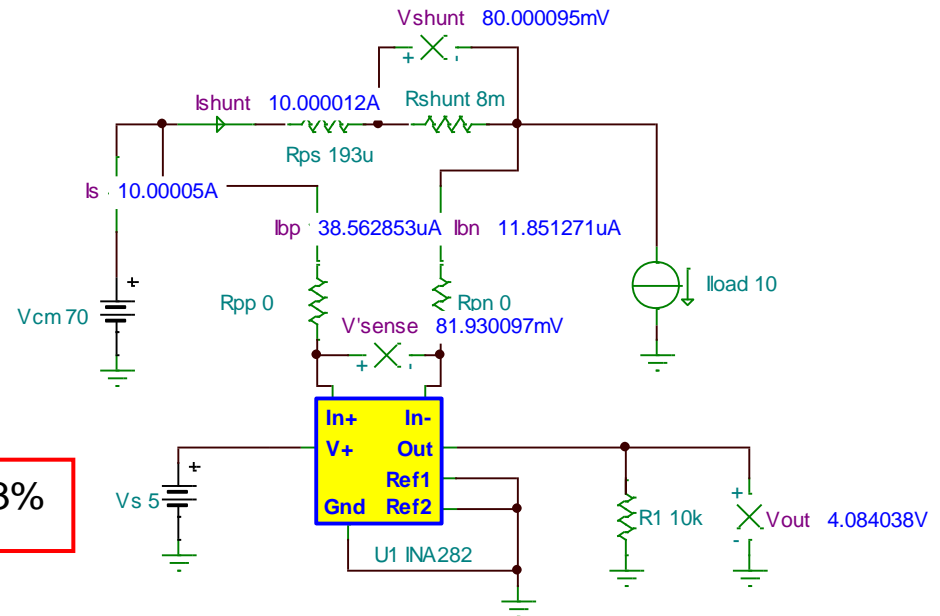 Vshunt 80.000095mV
Ishunt 10.000012A Rshunt 8m
Rps 193u
Is 10.00005A
Ibp 38.562853uA Ibn 11.851271uA
Vcm 70
Rpp 0 Rpn 0
Iload 10
V'sense 81.930097mV
In+ In-
V+ Out
Ref1
Gnd Ref2
Vs 5
3%
R1 10k
Vout 4.084038V
U1 INA282